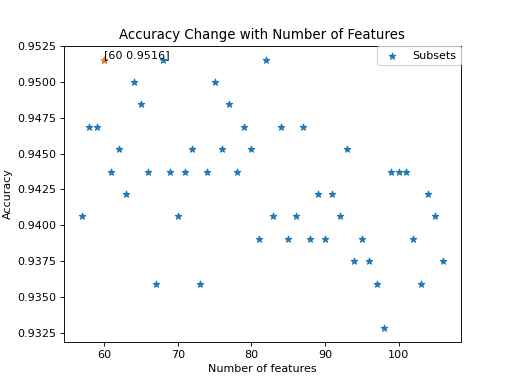 Accuracy Change with Number of Features
0.9525
[60 0.9516]
Subsets
0.9500
0.9475
0.9450
0.9425
0.9400
0.9375
0.9350
0.9325
Accuracy
60 70 80 90 100
Number of features